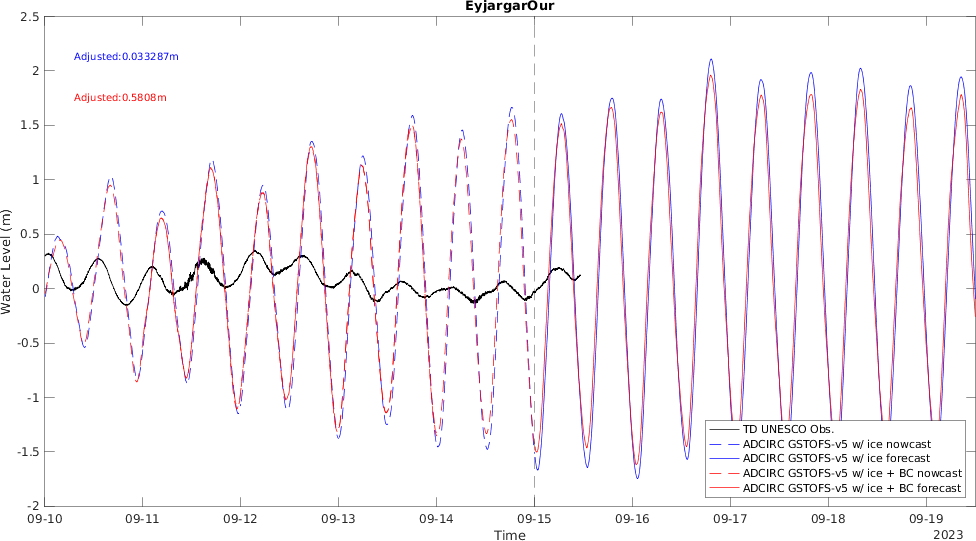 EyjargarOur
2.5
2
1.5
1
0.5
0
-0.5
-1
-1.5
-2
Water Level (m)
Adjusted:0.033287m
Adjusted:0.5808m
TD UNESCO Obs.
ADCIRC GSTOFS-v5 w/ ice nowcast
ADCIRC GSTOFS-v5 w/ ice forecast
ADCIRC GSTOFS-v5 w/ ice + BC nowcast
ADCIRC GSTOFS-v5 w/ ice + BC forecast
09-10 09-11 09-12 09-13 09-14 09-15 09-16 09-17 09-18 09-19
Time
2023